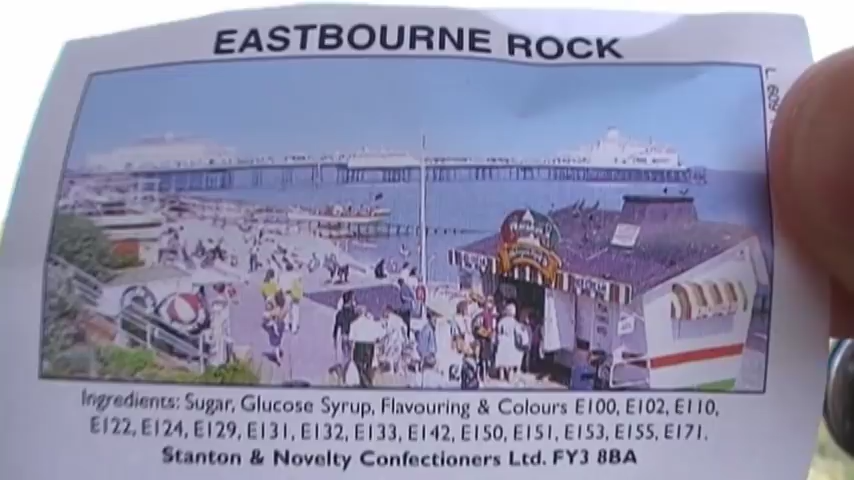 EASTBOURNE ROCK
L 609
Ingredients: Sugar, Glucose Syrup, Flavouring & Colours E100, E102, E110,
E122, E124, E129, E131, E132, E133, E142, E150, E151, E153, E155, E171.
Stanton & Novelty Confectioners Ltd. FY3 8BA